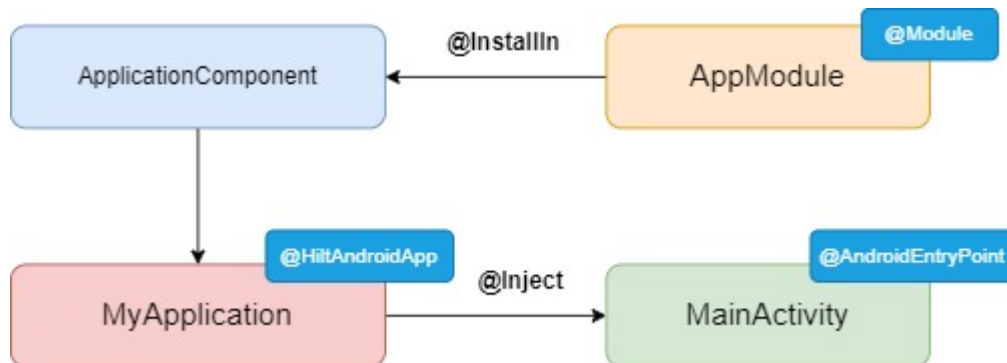 @InstallIn
@Module
ApplicationComponent
AppModule
@HiltAndroidApp
@AndroidEntryPoint
@Inject
MyApplication
MainActivity